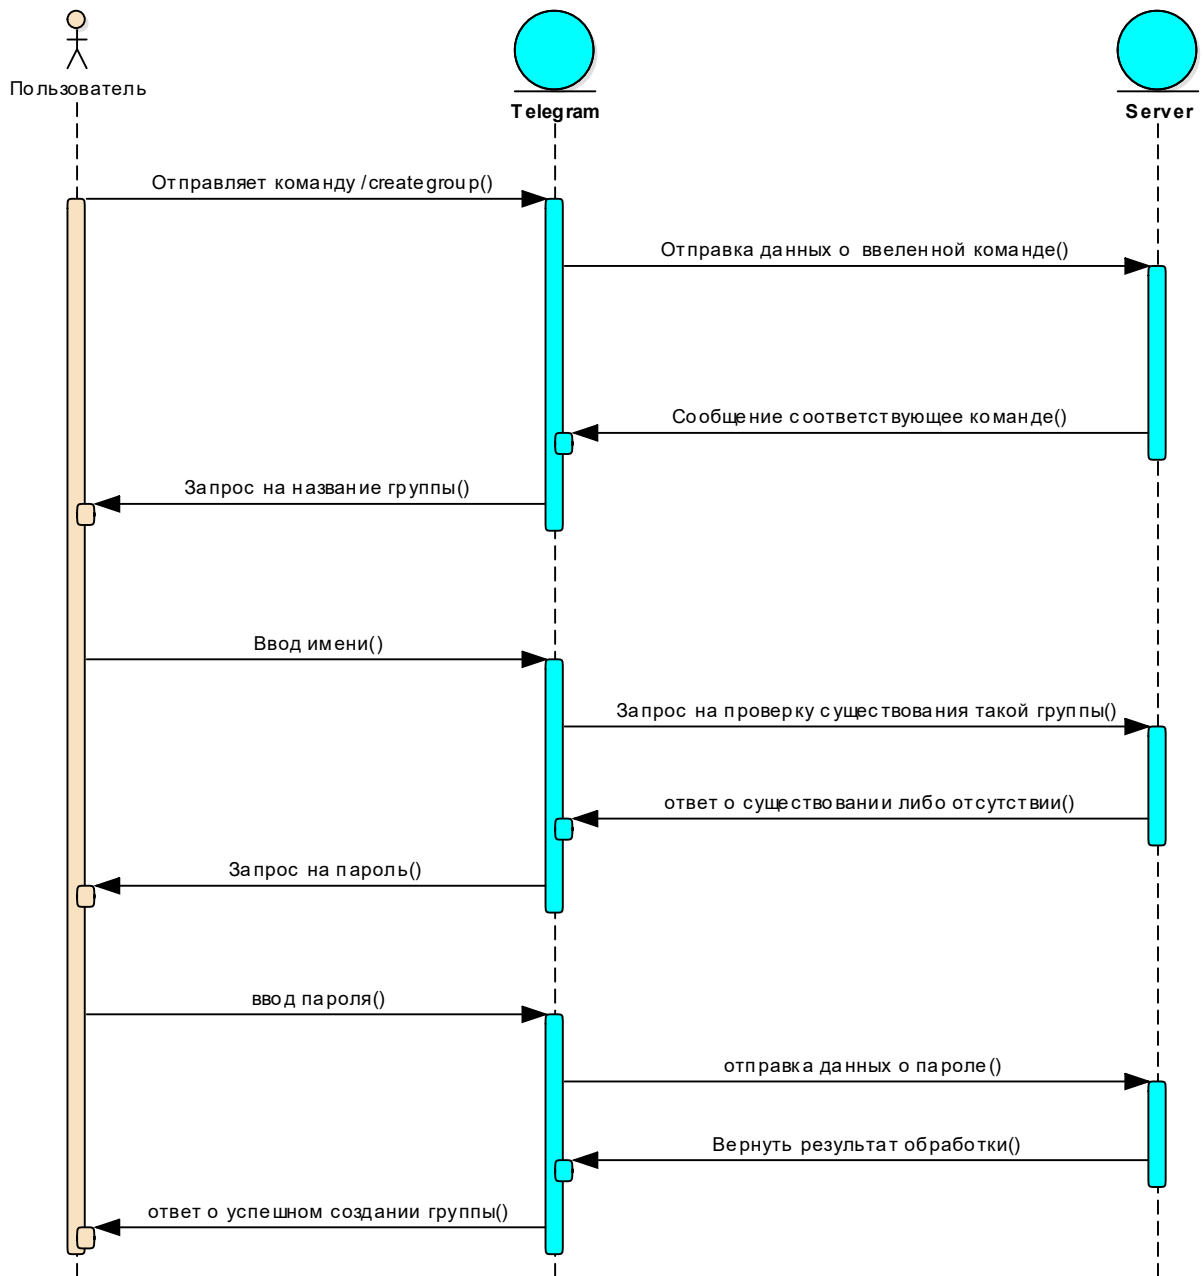 Пользователь
Telegram
Server
Отправляет команду /creategroup()
Отправка данных о ввеленной команде()
Сообщение соответствующее команде()
Запрос на название группы()
Ввод имени()
Запрос на проверку существования такой группы()
ответ о существовании либо отсутствии()
Запрос на пароль()
ввод пароля()
отправка данных о пароле()
Вернуть результат обработки()
ответ о успешном создании группы()